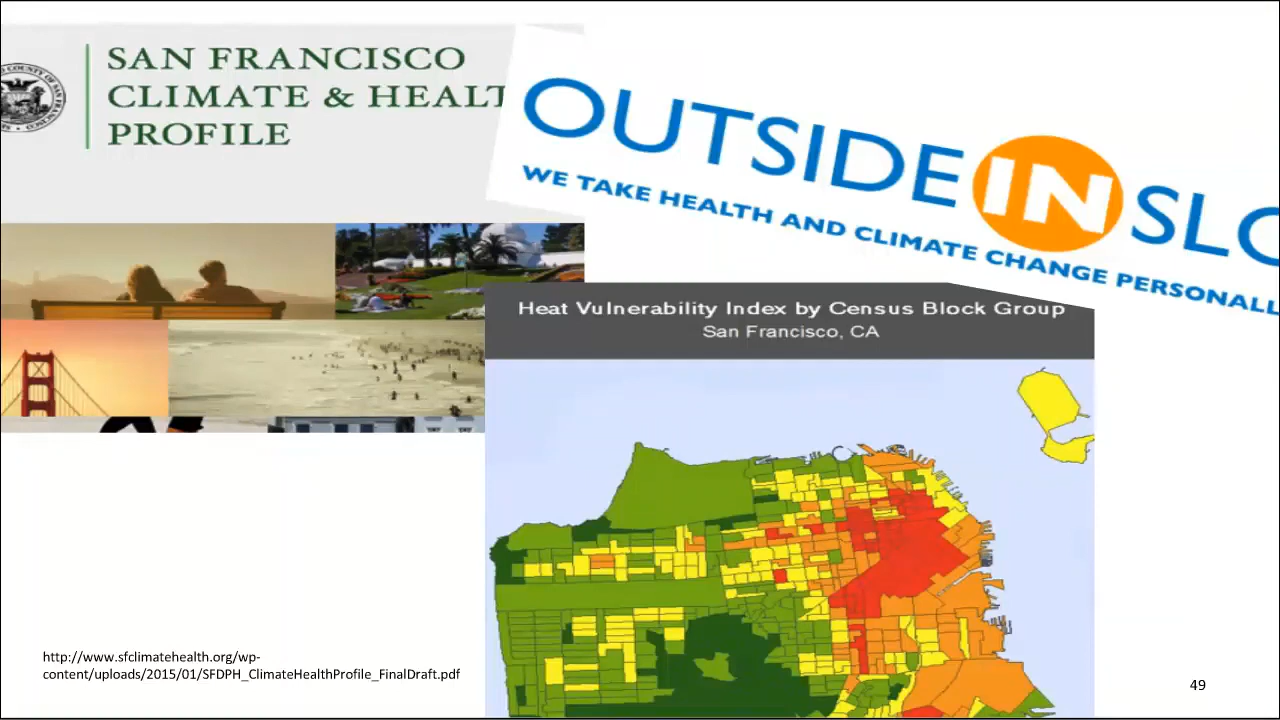 SAN FRANCISCO
CLIMATE & HEALT
PROFILE
OUTSIDE IN SLO
WE TAKE HEALTH AND CLIMATE CHANGE PERSONALL
Heat Vulnerability Index by Census Block Group
San Francisco, CA
http://www.sfclimatehealth.org/wp-
content/uploads/2015/01/SFDPH_ClimateHealthProfile_FinalDraft.pdf
49